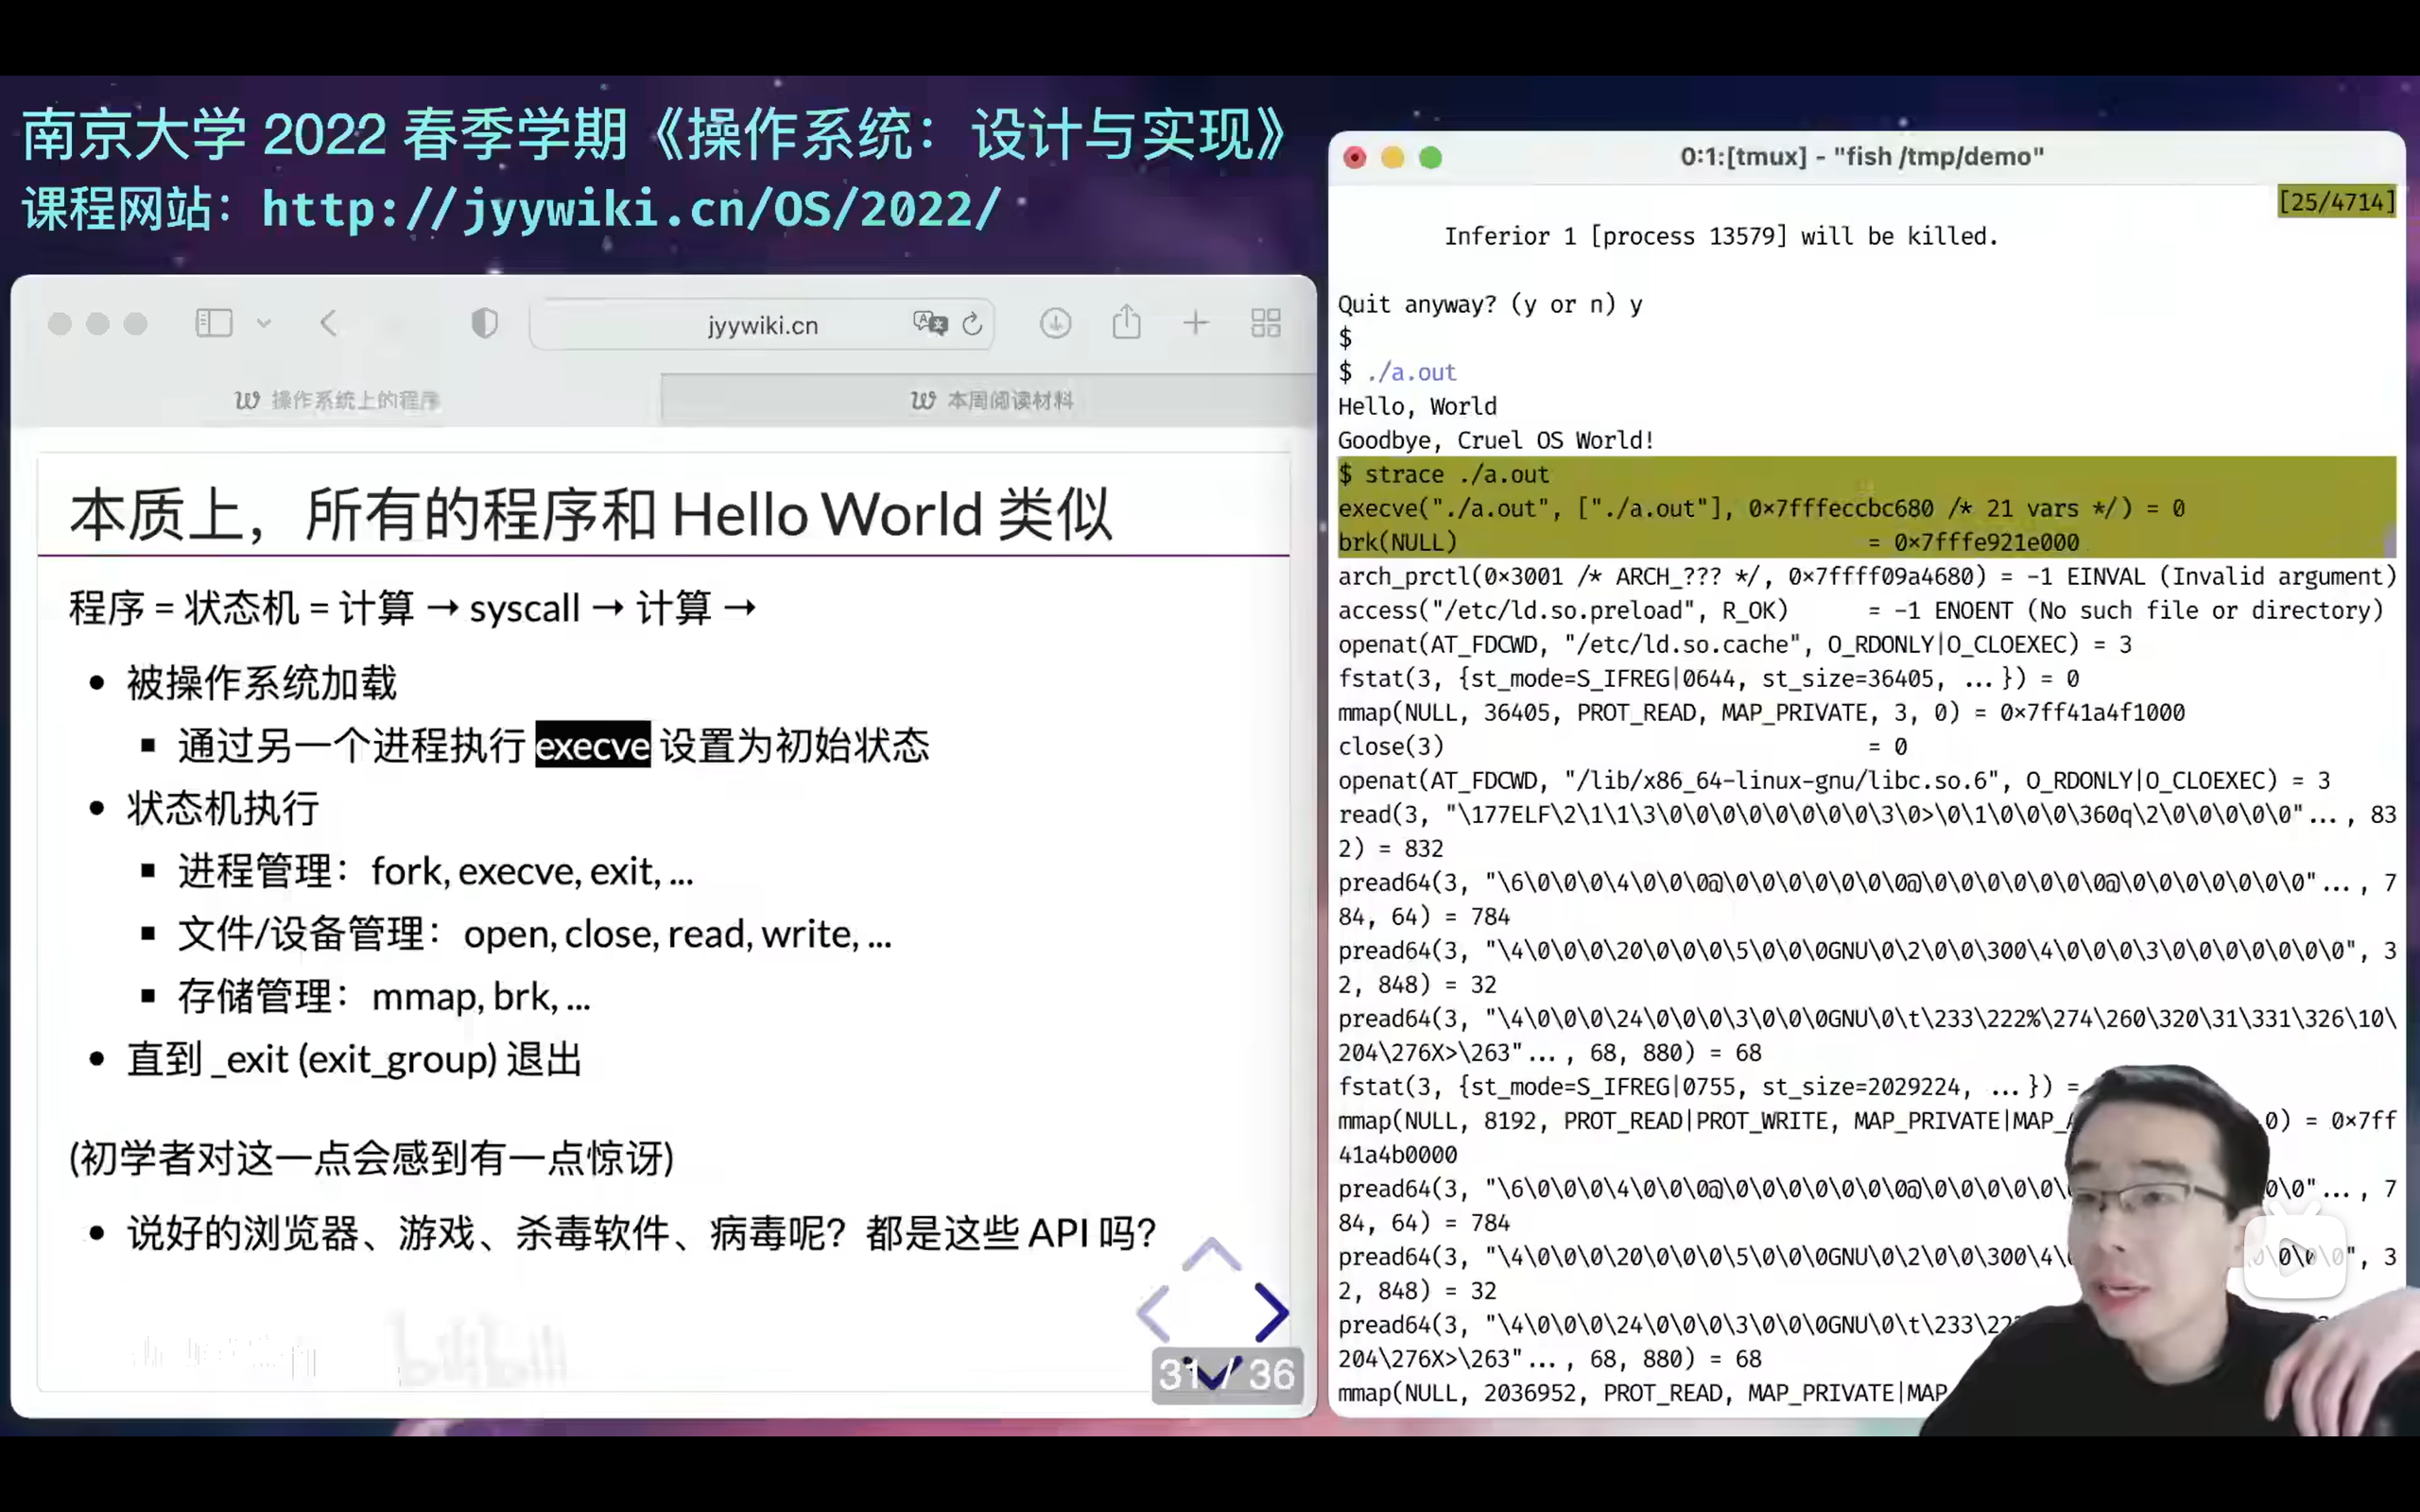 南京大学 2022 春季学期《操作系统：设计与实现》
课程网站：http://jyywiki.cn/OS/2022/
jyywiki.cn
操作系统上的程序
本周阅读材料
本质上，所有的程序和 Hello World 类似
程序 = 状态机 = 计算 → syscall → 计算 →
• 被操作系统加载
▪ 通过另一个进程执行 execve 设置为初始状态
• 状态机执行
▪ 进程管理：fork, execve, exit, ...
▪ 文件/设备管理：open, close, read, write, ...
▪ 存储管理：mmap, brk, ...
• 直到 _exit (exit_group) 退出
(初学者对这一点会感到有一点惊讶)
• 说好的浏览器、游戏、杀毒软件、病毒呢？都是这些 API 吗？
31 / 36
0:1:[tmux] - "fish /tmp/demo"
[25/4714]
Inferior 1 [process 13579] will be killed.
Quit anyway? (y or n) y
$
$ ./a.out
Hello, World
Goodbye, Cruel OS World!
$ strace ./a.out
execve("./a.out", ["./a.out"], 0×7fffeccbc680 /* 21 vars */) = 0
brk(NULL) = 0×7fffe921e000
arch_prctl(0×3001 /* ARCH_??? */, 0×7ffff09a4680) = -1 EINVAL (Invalid argument)
access("/etc/ld.so.preload", R_OK) = -1 ENOENT (No such file or directory)
openat(AT_FDCWD, "/etc/ld.so.cache", O_RDONLY|O_CLOEXEC) = 3
fstat(3, {st_mode=S_IFREG|0644, st_size=36405, ...}) = 0
mmap(NULL, 36405, PROT_READ, MAP_PRIVATE, 3, 0) = 0×7ff41a4f1000
close(3) = 0
openat(AT_FDCWD, "/lib/x86_64-linux-gnu/libc.so.6", O_RDONLY|O_CLOEXEC) = 3
read(3, "\177ELF\2\1\1\3\0\0\0\0\0\0\0\0\3\0>\0\1\0\0\0\360q\2\0\0\0\0\0"..., 83
2) = 832
pread64(3, "\6\0\0\0\4\0\0\0@\0\0\0\0\0\0\0@\0\0\0\0\0\0\0@\0\0\0\0\0\0\0"..., 7
84, 64) = 784
pread64(3, "\4\0\0\0\20\0\0\0\5\0\0\0GNU\0\2\0\0\300\4\0\0\0\3\0\0\0\0\0\0\0", 3
2, 848) = 32
pread64(3, "\4\0\0\0\24\0\0\0\3\0\0\0GNU\0\t\233\222%\274\260\320\31\331\326\10\
204\276X>\263"..., 68, 880) = 68
fstat(3, {st_mode=S_IFREG|0755, st_size=2029224, ...}) =
mmap(NULL, 8192, PROT_READ|PROT_WRITE, MAP_PRIVATE|MAP_ 0) = 0×7ff
41a4b0000
pread64(3, "\6\0\0\0\4\0\0\0@\0\0\0\0\0\0\0@\0\0\0\0\0\ \0\0"..., 7
84, 64) = 784
pread64(3, "\4\0\0\0\20\0\0\0\5\0\0\0GNU\0\2\0\0\300\4\ \0\0\0", 3
2, 848) = 32
pread64(3, "\4\0\0\0\24\0\0\0\3\0\0\0GNU\0\t\233\22
204\276X>\263"..., 68, 880) = 68
mmap(NULL, 2036952, PROT_READ, MAP_PRIVATE|MAP